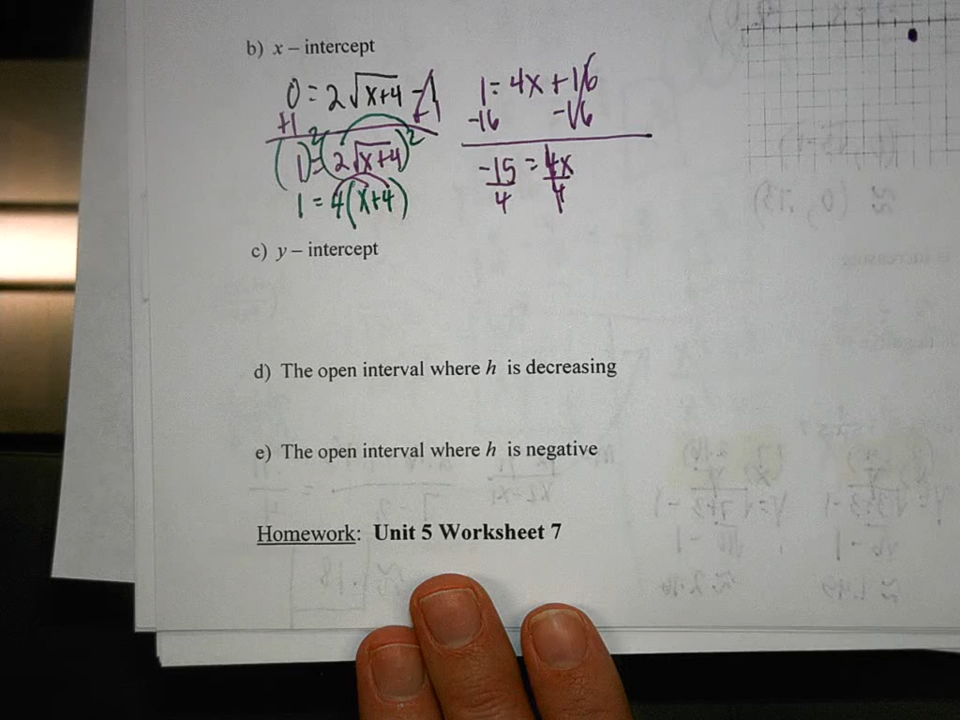 b) x – intercept
0 = 2√x+4 -1
+1 +1
(1)² = (2√x+4)²
1 = 4(x+4)
1 = 4x + 16
-16 -16
-15 = 4x
4 4
c) y – intercept
d) The open interval where h is decreasing
e) The open interval where h is negative
Homework: Unit 5 Worksheet 7